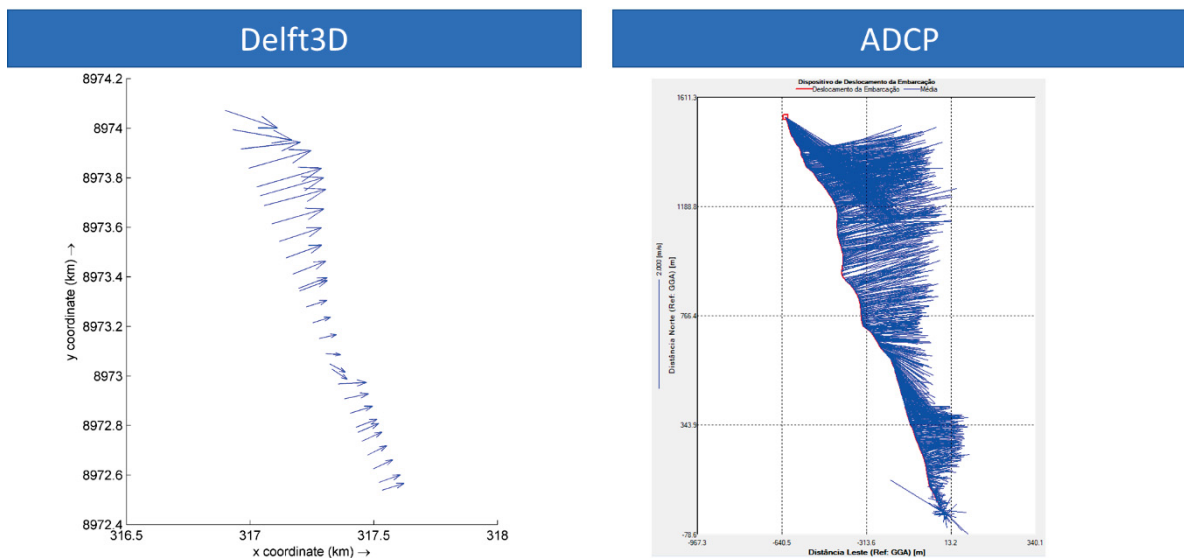 Delft3D
ADCP
8974.2
8974
8973.8
8973.6
8973.4
8973.2
8973
8972.8
8972.6
8972.4
316.5
317
317.5
318
y coordinate (km) →
x coordinate (km) →
Dispositivo de Deslocamento da Embarcação
Deslocamento da Embarcação
Média
1611.3
1188.8
766.4
343.9
-78.6
-967.3
-640.5
-313.6
13.2
340.1
2.000 [m/s]
Distância Norte (Ref: GGA) [m]
Distância Leste (Ref: GGA) [m]